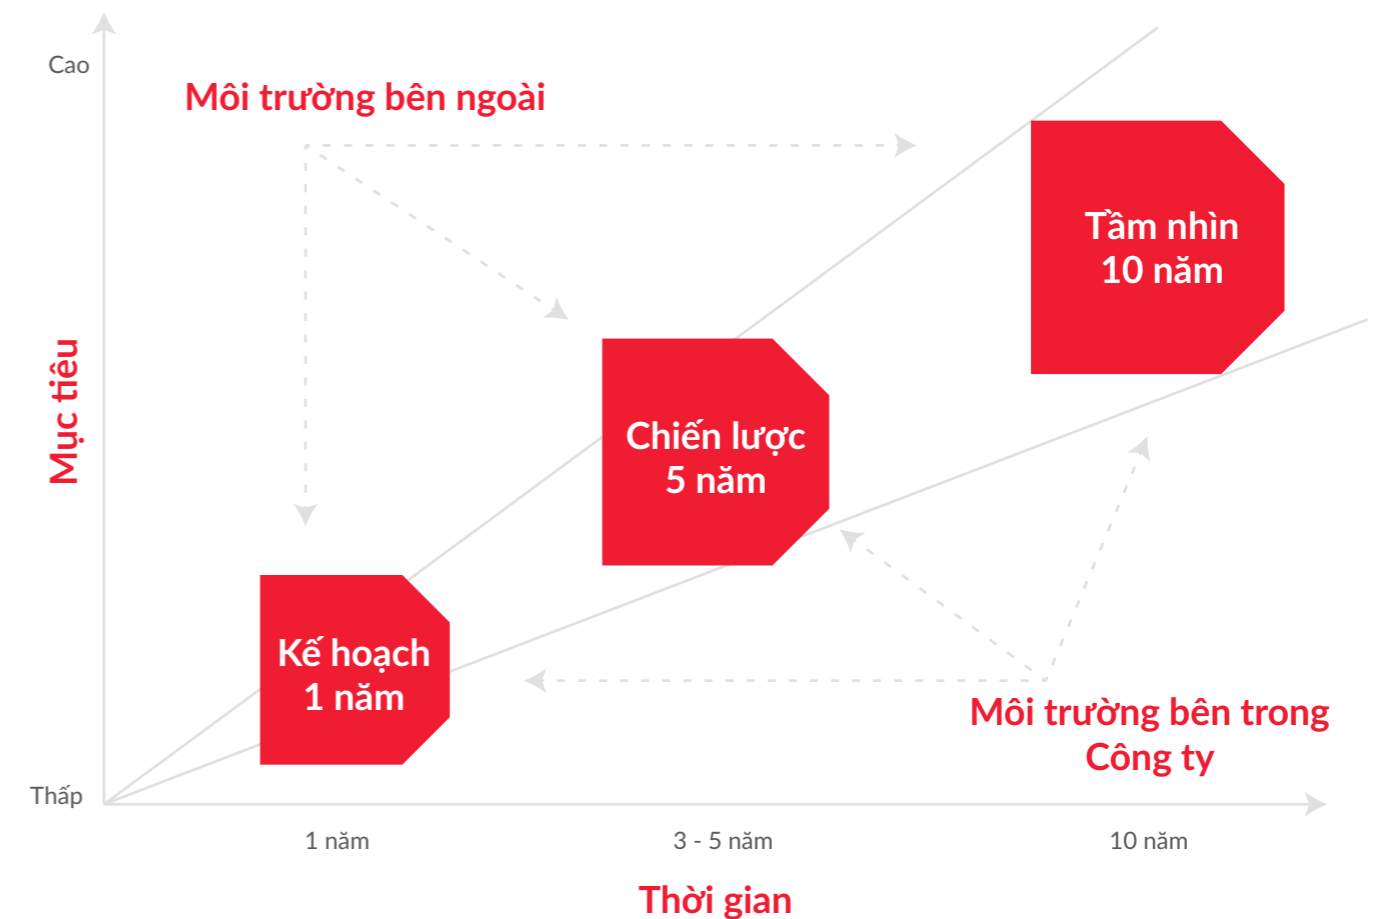 Cao
Môi trường bên ngoài
Tầm nhìn
10 năm
Mục tiêu
Chiến lược
5 năm
Kế hoạch
1 năm
Môi trường bên trong
Công ty
Thấp
1 năm
3 - 5 năm
10 năm
Thời gian